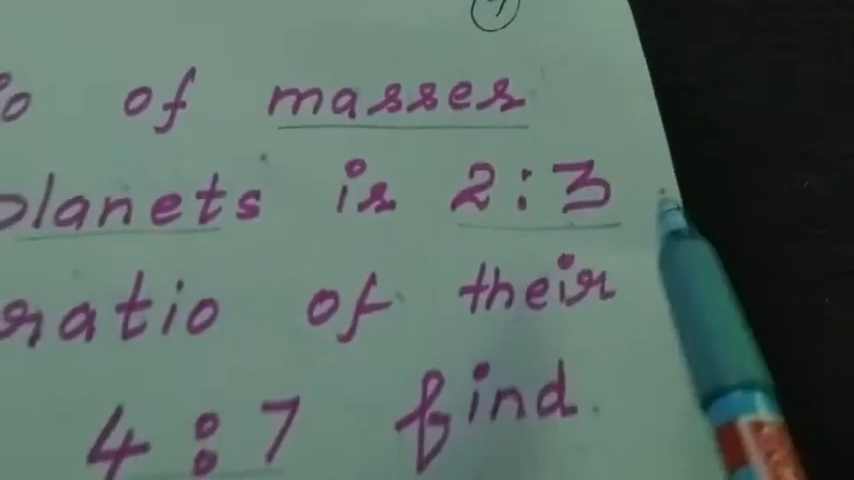 of masses
planets is 2:3
ratio of their
4:7 find